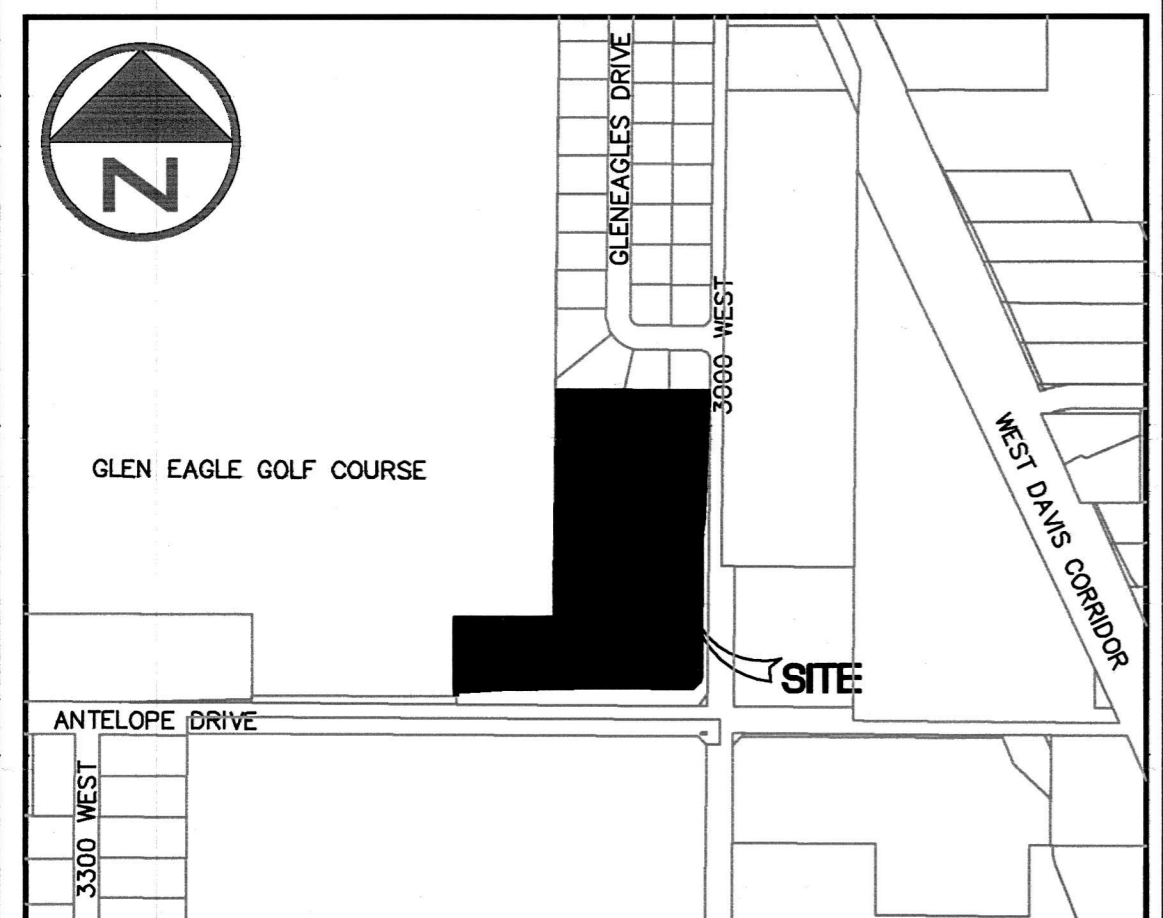 N
GLENEAGLES DRIVE
3000 WEST
GLEN EAGLE GOLF COURSE
WEST DAVIS CORRIDOR
SITE
ANTELOPE DRIVE
3300 WEST